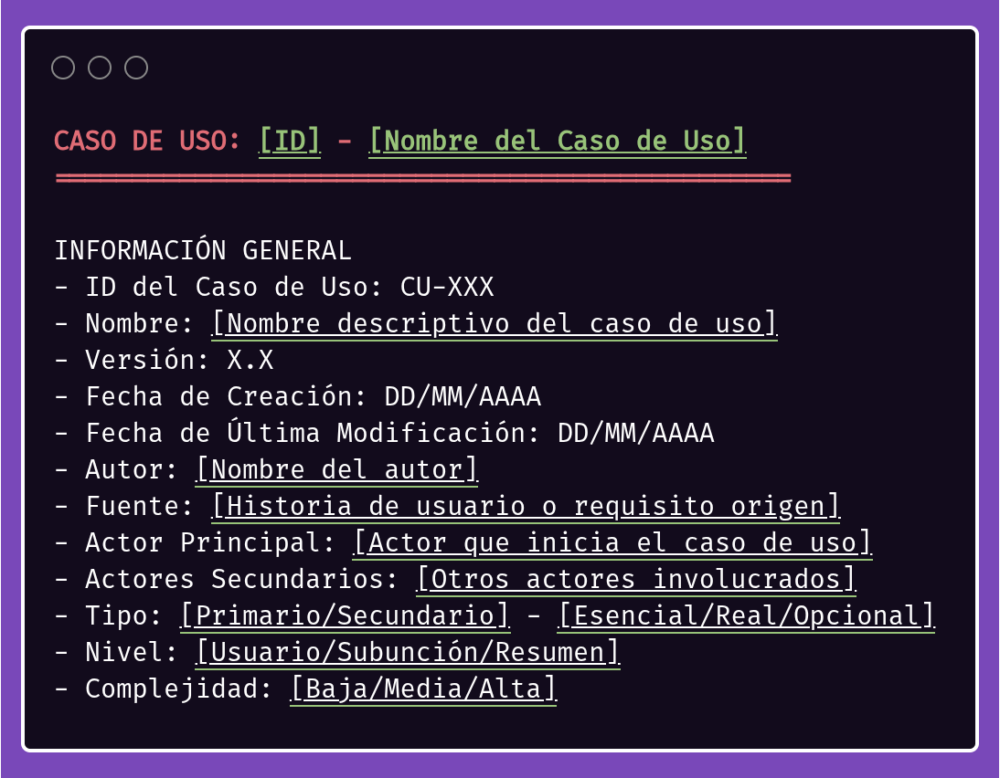 CASO DE USO: [ID] - [Nombre del Caso de Uso]
═══════════════════════════════════════════════
INFORMACIÓN GENERAL
- ID del Caso de Uso: CU-XXX
- Nombre: [Nombre descriptivo del caso de uso]
- Versión: X.X
- Fecha de Creación: DD/MM/AAAA
- Fecha de Última Modificación: DD/MM/AAAA
- Autor: [Nombre del autor]
- Fuente: [Historia de usuario o requisito origen]
- Actor Principal: [Actor que inicia el caso de uso]
- Actores Secundarios: [Otros actores involucrados]
- Tipo: [Primario/Secundario] - [Esencial/Real/Opcional]
- Nivel: [Usuario/Subunción/Resumen]
- Complejidad: [Baja/Media/Alta]